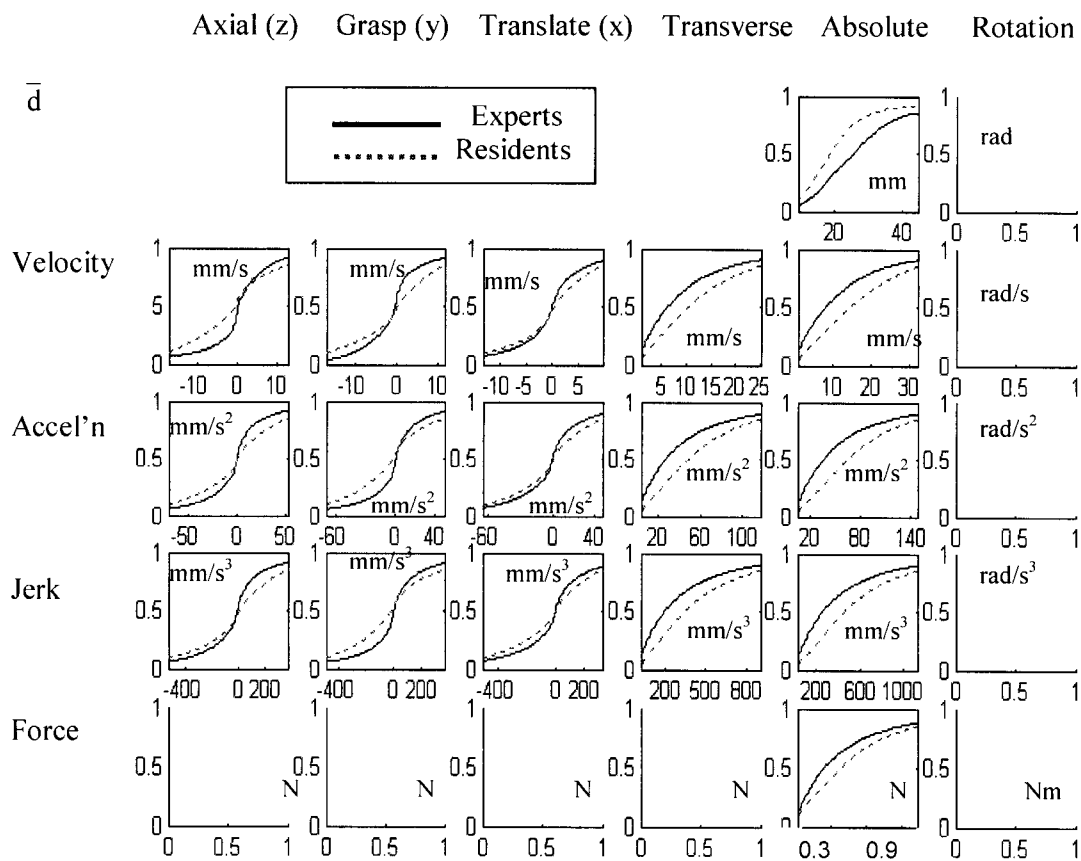 Axial (z) Grasp (y) Translate (x) Transverse Absolute Rotation
d̅
Experts
Residents
1 1
0.5 0.5
mm rad
0 0
20 40 0 0.5 1
Velocity
1 1 1 1 1 1
mm/s mm/s mm/s mm/s mm/s rad/s
5 0.5 0.5 0.5 0.5 0.5
0 0 0 0 0 0
-10 0 10 -10 0 10 -10 -5 0 5 5 10 15 20 25 10 20 30 0 0.5 1
Accel'n
1 1 1 1 1 1
mm/s² mm/s² mm/s² mm/s² mm/s² rad/s²
0.5 0.5 0.5 0.5 0.5 0.5
0 0 0 0 0 0
-50 0 50 -60 0 40 -60 0 40 20 60 100 20 80 140 0 0.5 1
Jerk
1 1 1 1 1 1
mm/s³ mm/s³ mm/s³ mm/s³ mm/s³ rad/s³
0.5 0.5 0.5 0.5 0.5 0.5
0 0 0 0 0 0
-400 0 200 -400 0 200 -400 0 200 200 500 800 200 600 1000 0 0.5 1
Force
1 1 1 1 1 1
0.5 0.5 0.5 0.5 0.5 0.5
N N N N N Nm
0 0 0 0 0
0 0.5 1 0 0.5 1 0 0.5 1 0 0.5 1 0.3 0.9 0 0.5 1